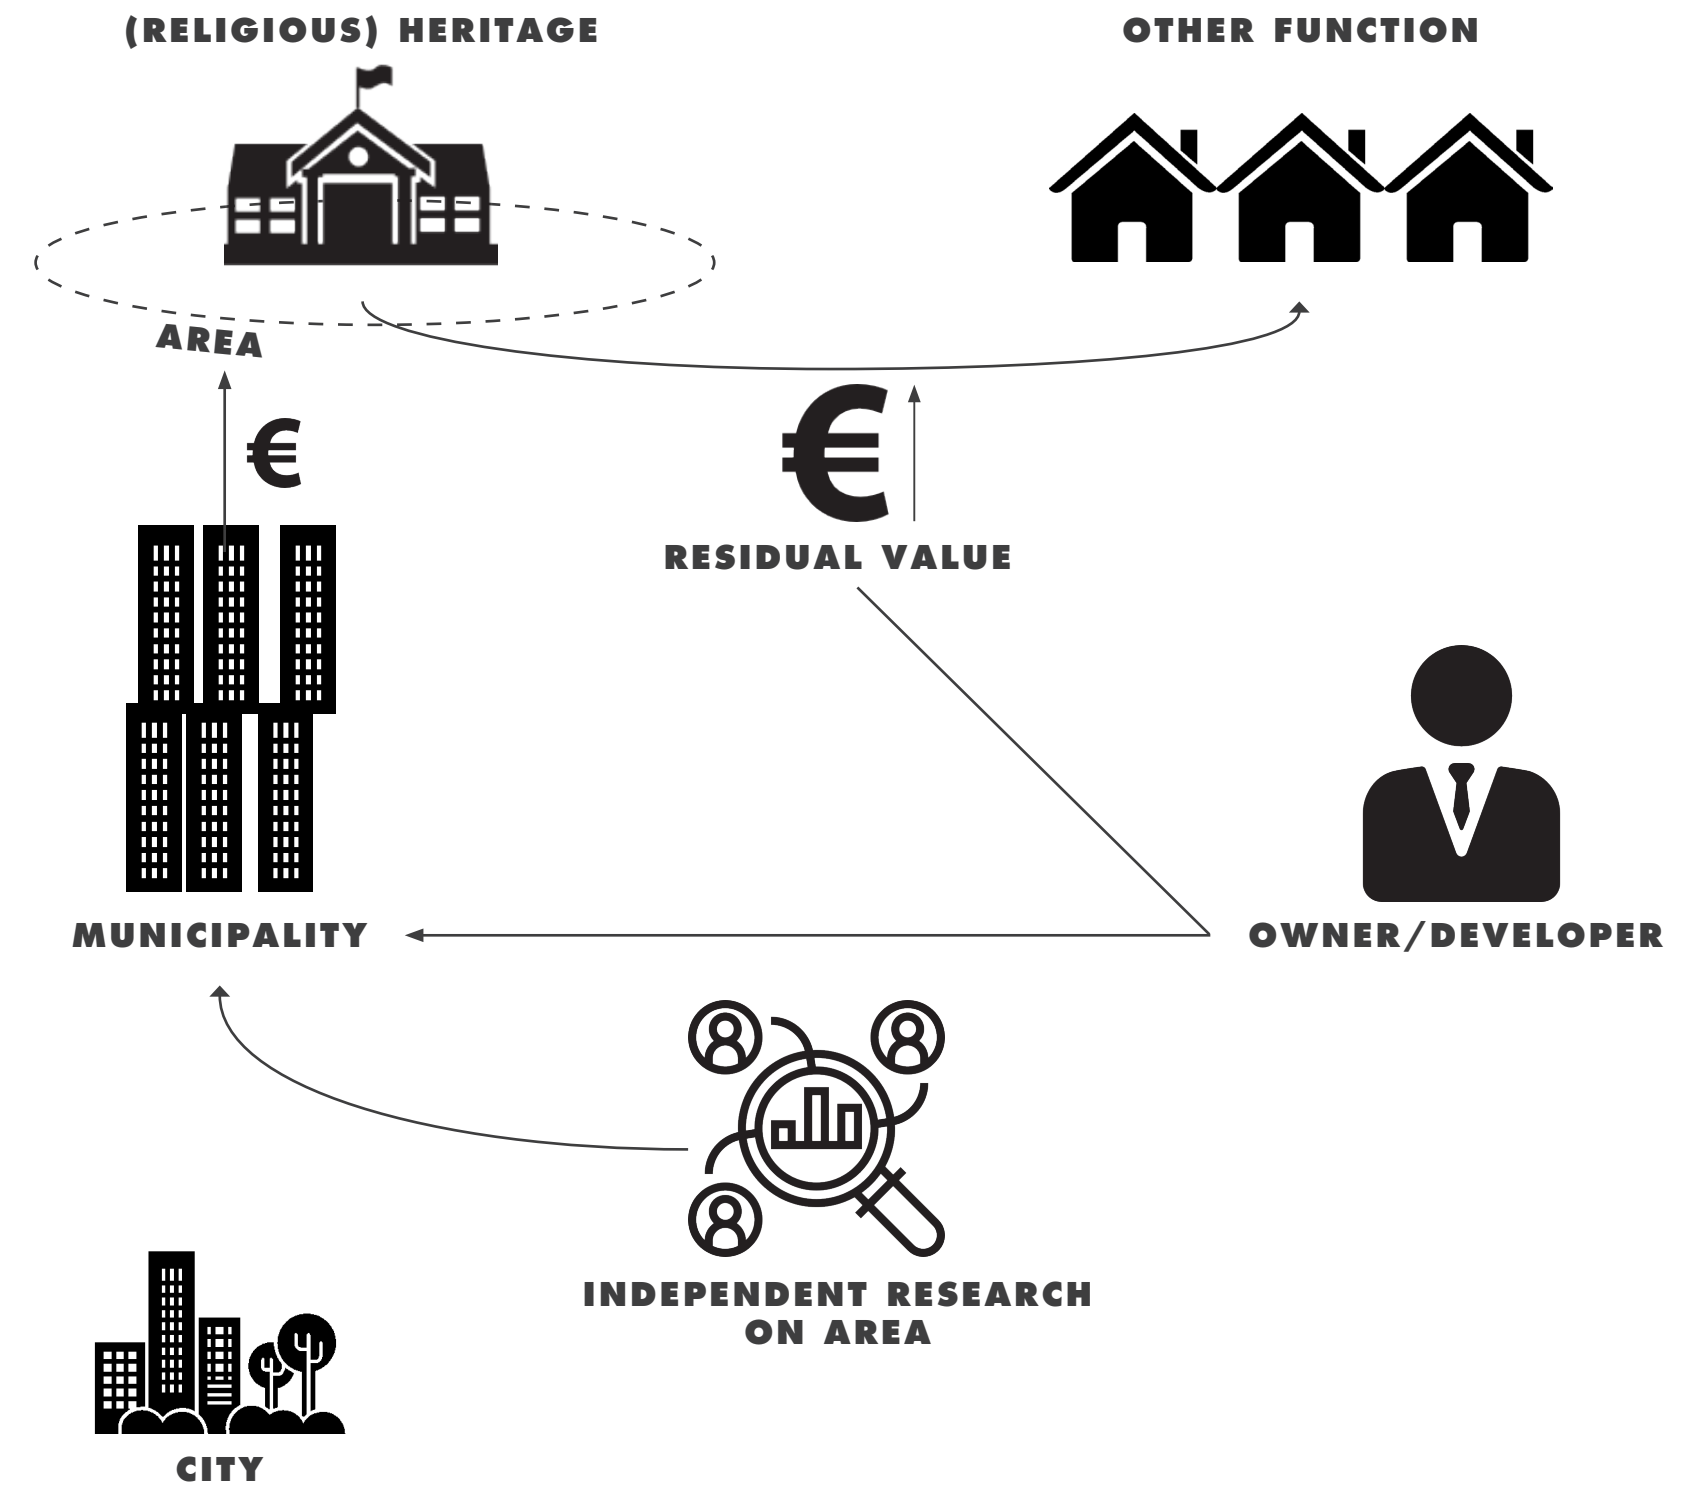 (RELIGIOUS) HERITAGE
OTHER FUNCTION
AREA
€
€
RESIDUAL VALUE
MUNICIPALITY
OWNER/DEVELOPER
INDEPENDENT RESEARCH
ON AREA
CITY